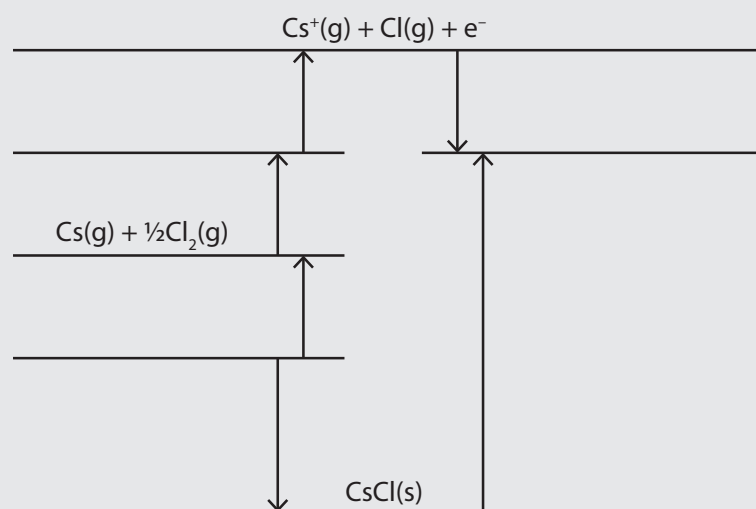 Cs⁺(g) + Cl(g) + e⁻
Cs(g) + ½Cl₂(g)
CsCl(s)